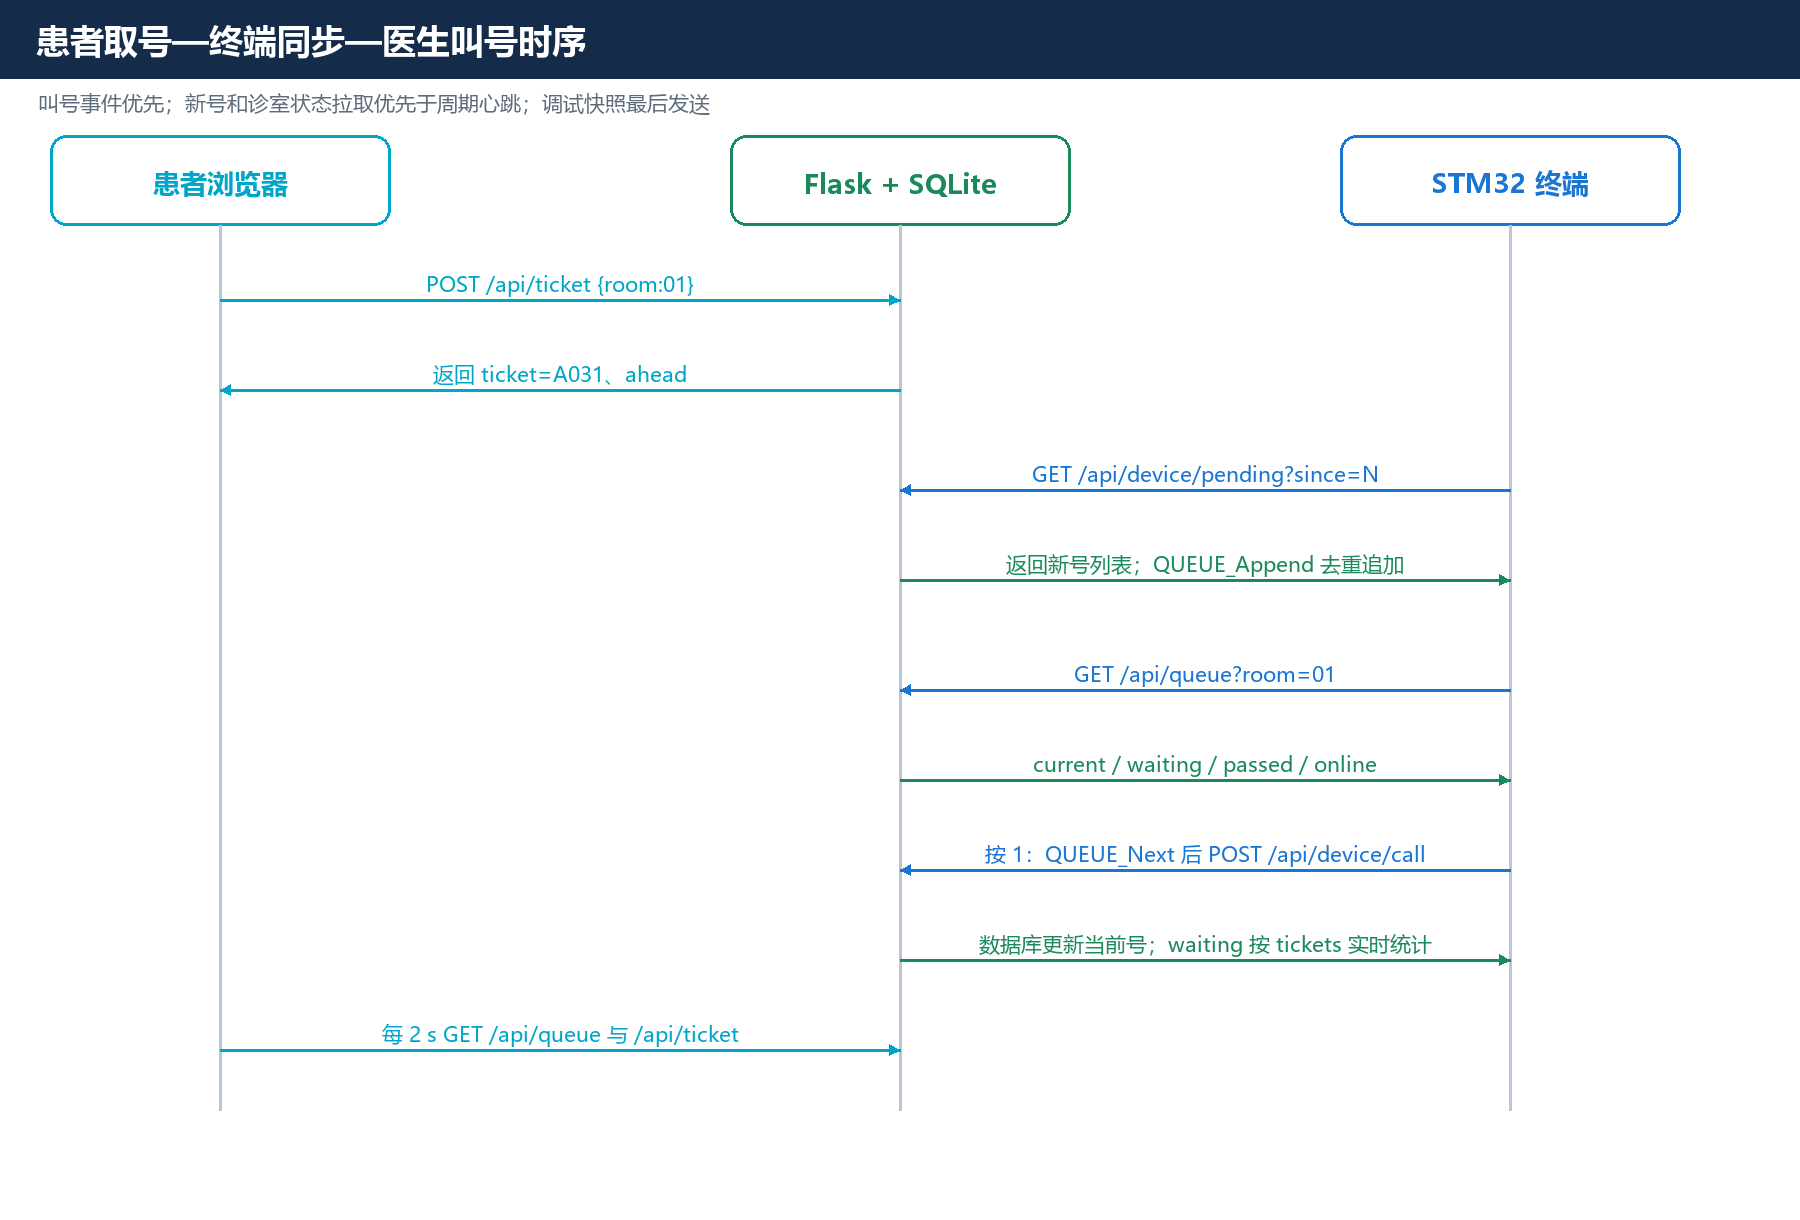 患者取号—终端同步—医生叫号时序
叫号事件优先；新号和诊室状态拉取优先于周期心跳；调试快照最后发送
患者浏览器
Flask + SQLite
STM32 终端
POST /api/ticket {room:01}
返回 ticket=A031、ahead
GET /api/device/pending?since=N
返回新号列表；QUEUE_Append 去重追加
GET /api/queue?room=01
current / waiting / passed / online
按 1：QUEUE_Next 后 POST /api/device/call
数据库更新当前号；waiting 按 tickets 实时统计
每 2 s GET /api/queue 与 /api/ticket